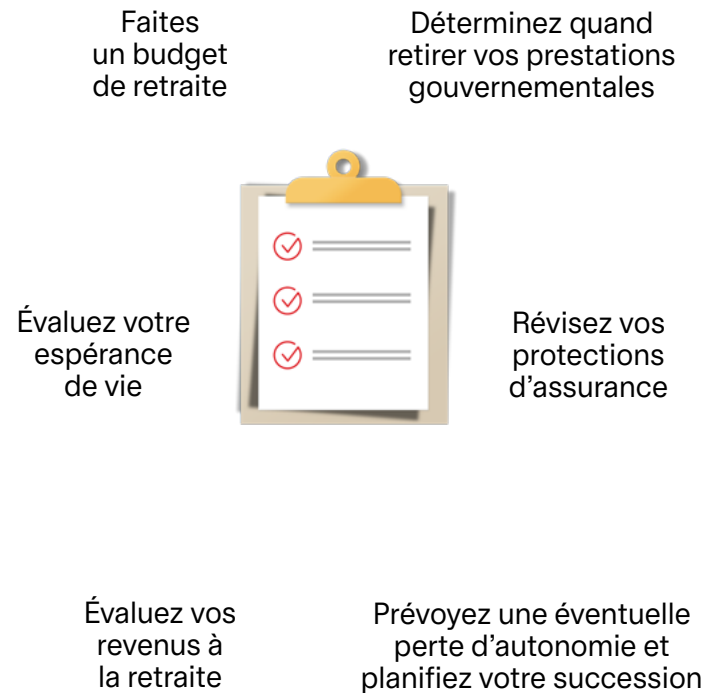 Faites
un budget
de retraite
Déterminez quand
retirer vos prestations
gouvernementales
Évaluez votre
espérance
de vie
Révisez vos
protections
d'assurance
Évaluez vos
revenus à
la retraite
Prévoyez une éventuelle
perte d'autonomie et
planifiez votre succession